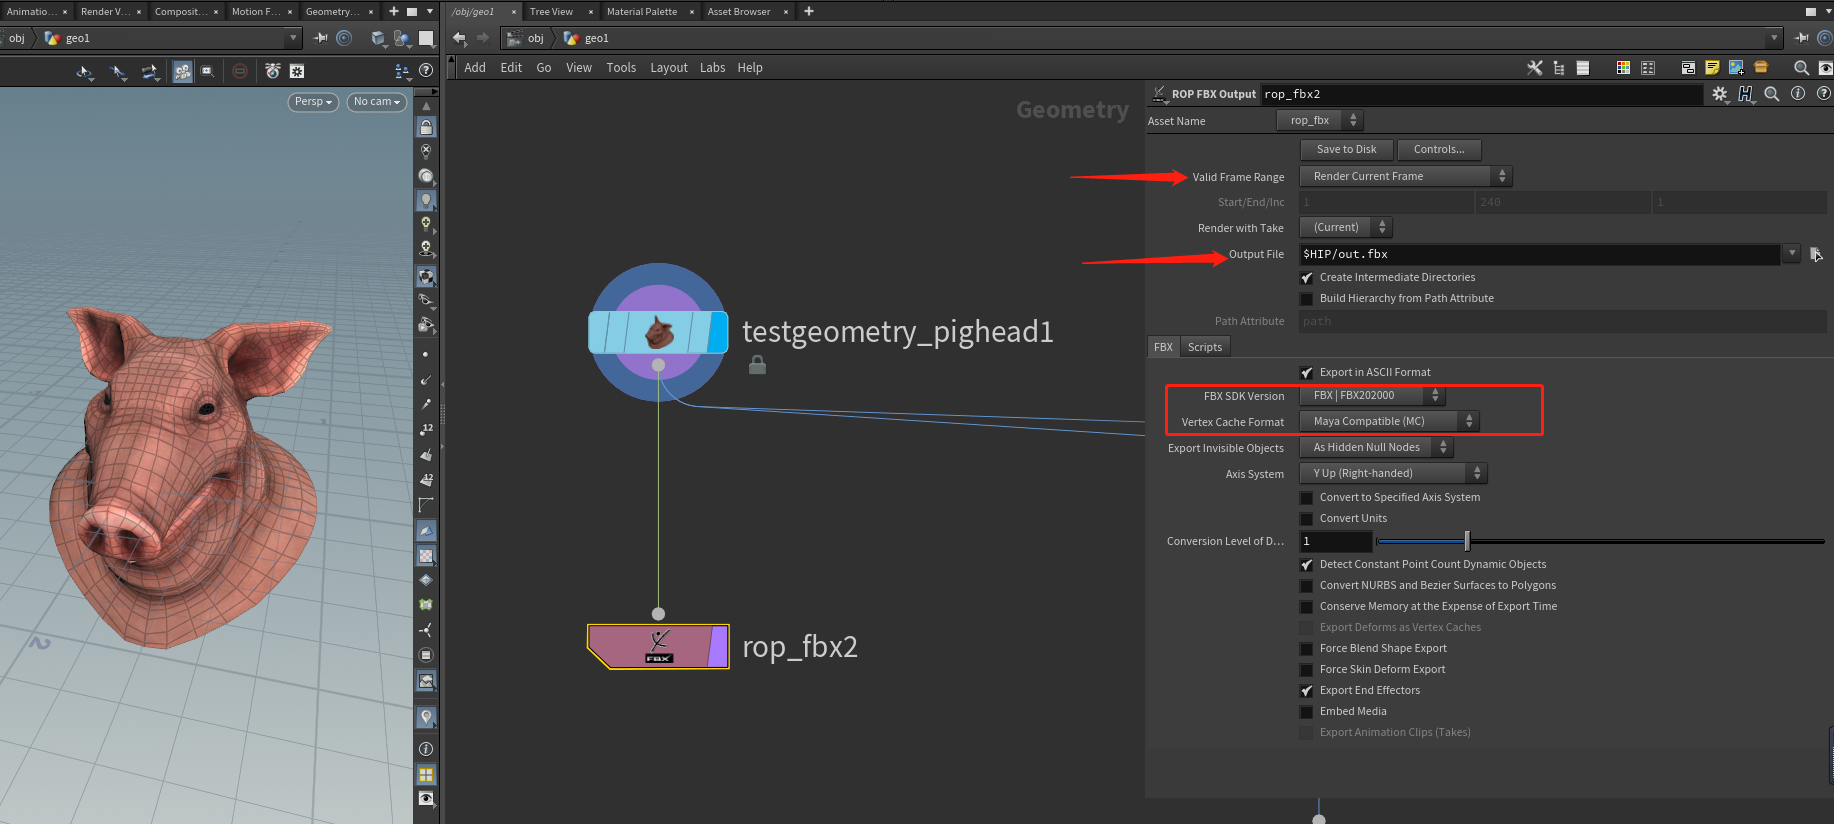 Animatio... × Render V... × Composit... × Motion F... × Geometry... ×
obj geo1
Persp No cam
12
12
2
/obj/geo1 × Tree View × Material Palette × Asset Browser ×
obj geo1
Add Edit Go View Tools Layout Labs Help
Geometry
testgeometry_pighead1
FBX
rop_fbx2
ROP FBX Output rop_fbx2
Asset Name rop_fbx
Save to Disk Controls...
Valid Frame Range Render Current Frame
Start/End/Inc 1 240 1
Render with Take (Current)
Output File $HIP/out.fbx
Create Intermediate Directories
Build Hierarchy from Path Attribute
Path Attribute path
FBX Scripts
Export in ASCII Format
FBX SDK Version FBX | FBX202000
Vertex Cache Format Maya Compatible (MC)
Export Invisible Objects As Hidden Null Nodes
Axis System Y Up (Right-handed)
Convert to Specified Axis System
Convert Units
Conversion Level of D... 1
Detect Constant Point Count Dynamic Objects
Convert NURBS and Bezier Surfaces to Polygons
Conserve Memory at the Expense of Export Time
Export Deforms as Vertex Caches
Force Blend Shape Export
Force Skin Deform Export
Export End Effectors
Embed Media
Export Animation Clips (Takes)